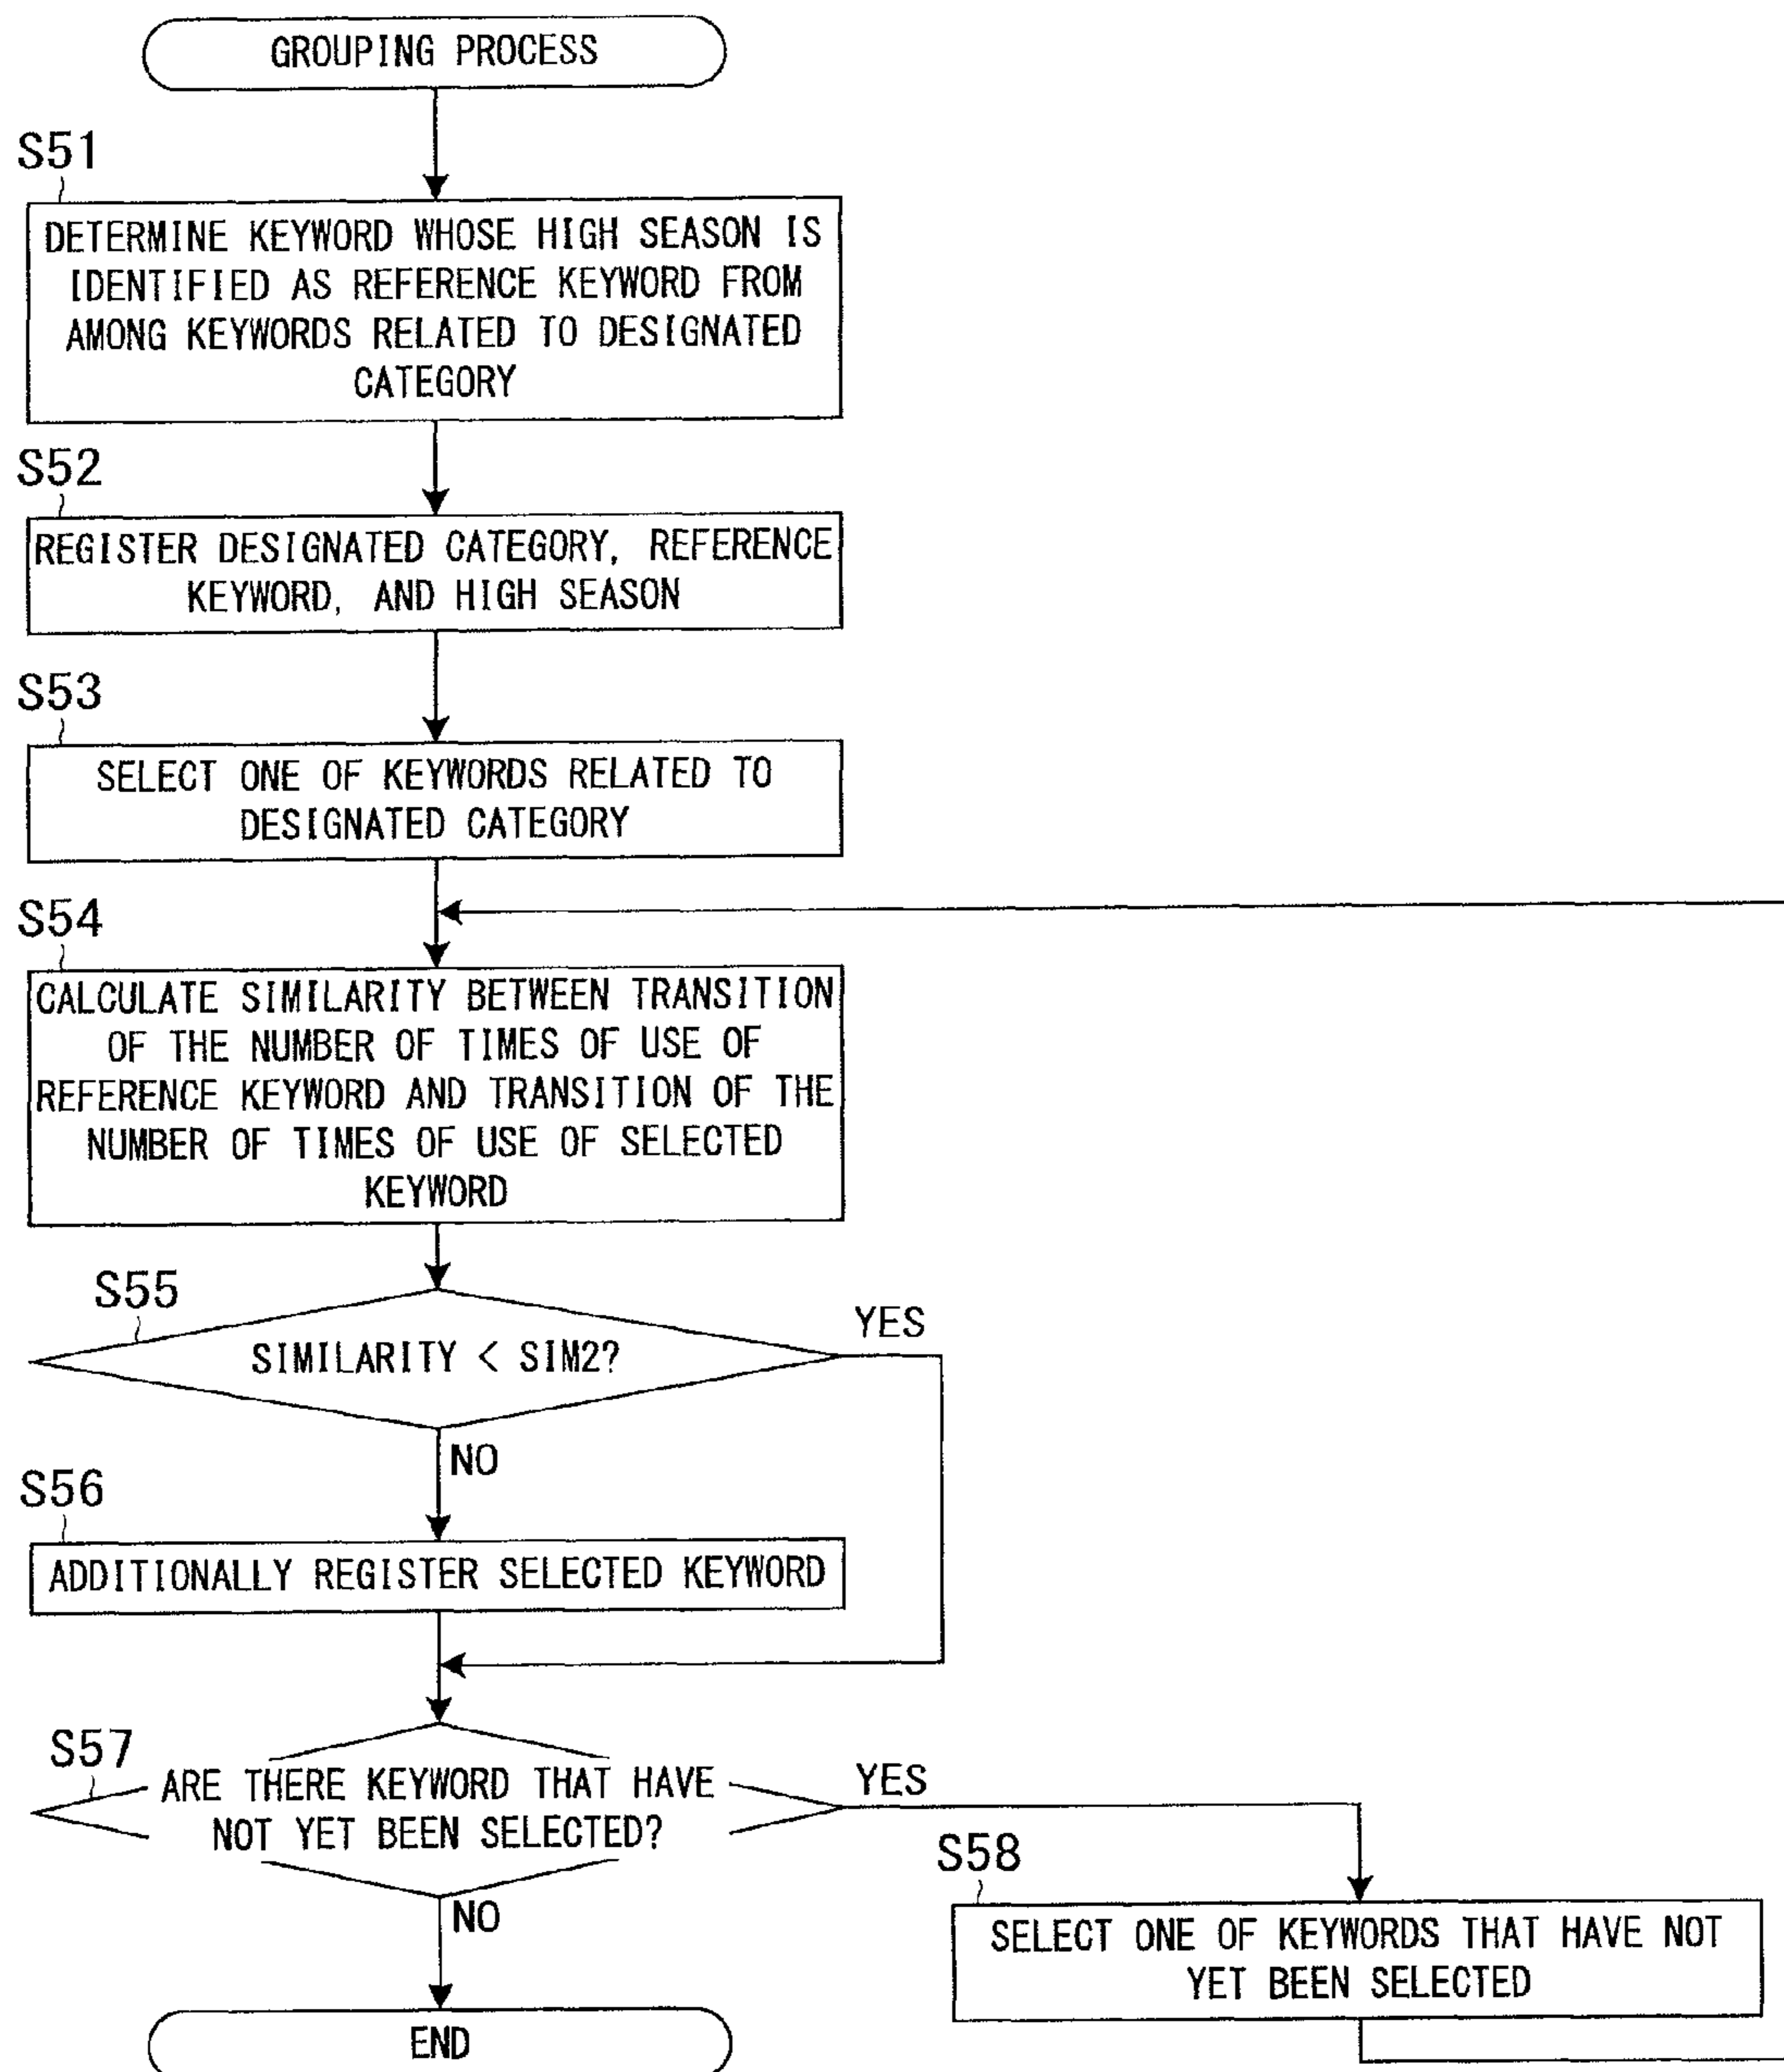 GROUPING PROCESS
S51
DETERMINE KEYWORD WHOSE HIGH SEASON IS
IDENTIFIED AS REFERENCE KEYWORD FROM
AMONG KEYWORDS RELATED TO DESIGNATED
CATEGORY
S52
REGISTER DESIGNATED CATEGORY, REFERENCE
KEYWORD, AND HIGH SEASON
S53
SELECT ONE OF KEYWORDS RELATED TO
DESIGNATED CATEGORY
S54
CALCULATE SIMILARITY BETWEEN TRANSITION
OF THE NUMBER OF TIMES OF USE OF
REFERENCE KEYWORD AND TRANSITION OF THE
NUMBER OF TIMES OF USE OF SELECTED
KEYWORD
S55
SIMILARITY < SIM2?
YES
NO
S56
ADDITIONALLY REGISTER SELECTED KEYWORD
S57
ARE THERE KEYWORD THAT HAVE
NOT YET BEEN SELECTED?
YES
NO
S58
SELECT ONE OF KEYWORDS THAT HAVE NOT
YET BEEN SELECTED
END